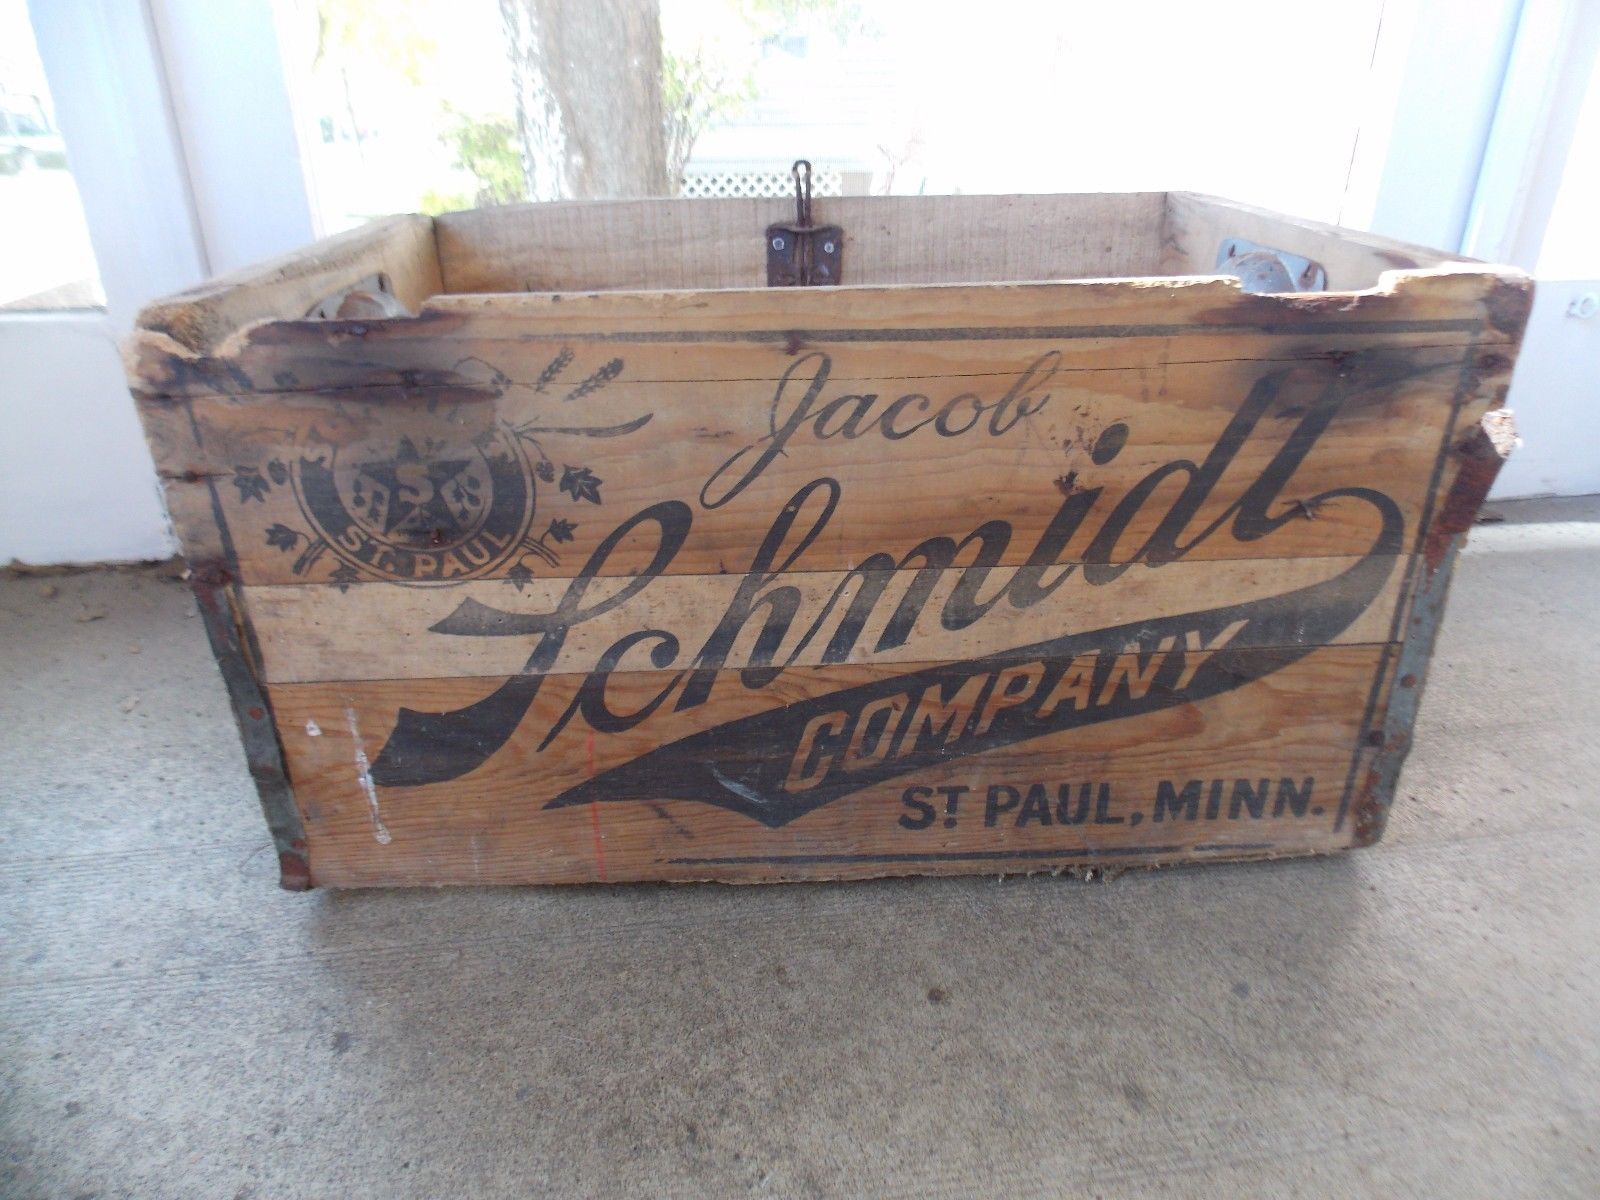 Jacob
Schmidt
COMPANY
ST. PAUL, MINN.
S
ST. PAUL